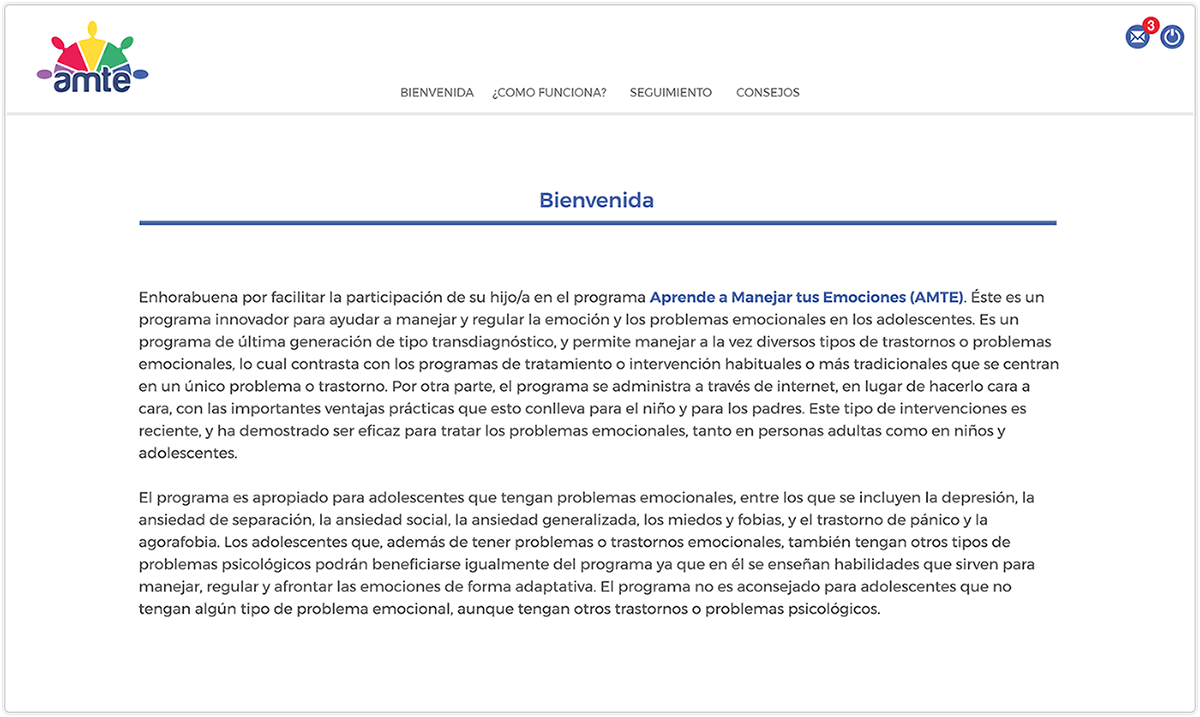 amte
3
BIENVENIDA ¿COMO FUNCIONA? SEGUIMIENTO CONSEJOS
Bienvenida
Enhorabuena por facilitar la participación de su hijo/a en el programa Aprende a Manejar tus Emociones (AMTE). Éste es un
programa innovador para ayudar a manejar y regular la emoción y los problemas emocionales en los adolescentes. Es un
programa de última generación de tipo transdiagnóstico, y permite manejar a la vez diversos tipos de trastornos o problemas
emocionales, lo cual contrasta con los programas de tratamiento o intervención habituales o más tradicionales que se centran
en un único problema o trastorno. Por otra parte, el programa se administra a través de internet, en lugar de hacerlo cara a
cara, con las importantes ventajas prácticas que esto conlleva para el niño y para los padres. Este tipo de intervenciones es
reciente, y ha demostrado ser eficaz para tratar los problemas emocionales, tanto en personas adultas como en niños y
adolescentes.
El programa es apropiado para adolescentes que tengan problemas emocionales, entre los que se incluyen la depresión, la
ansiedad de separación, la ansiedad social, la ansiedad generalizada, los miedos y fobias, y el trastorno de pánico y la
agorafobia. Los adolescentes que, además de tener problemas o trastornos emocionales, también tengan otros tipos de
problemas psicológicos podrán beneficiarse igualmente del programa ya que en él se enseñan habilidades que sirven para
manejar, regular y afrontar las emociones de forma adaptativa. El programa no es aconsejado para adolescentes que no
tengan algún tipo de problema emocional, aunque tengan otros trastornos o problemas psicológicos.